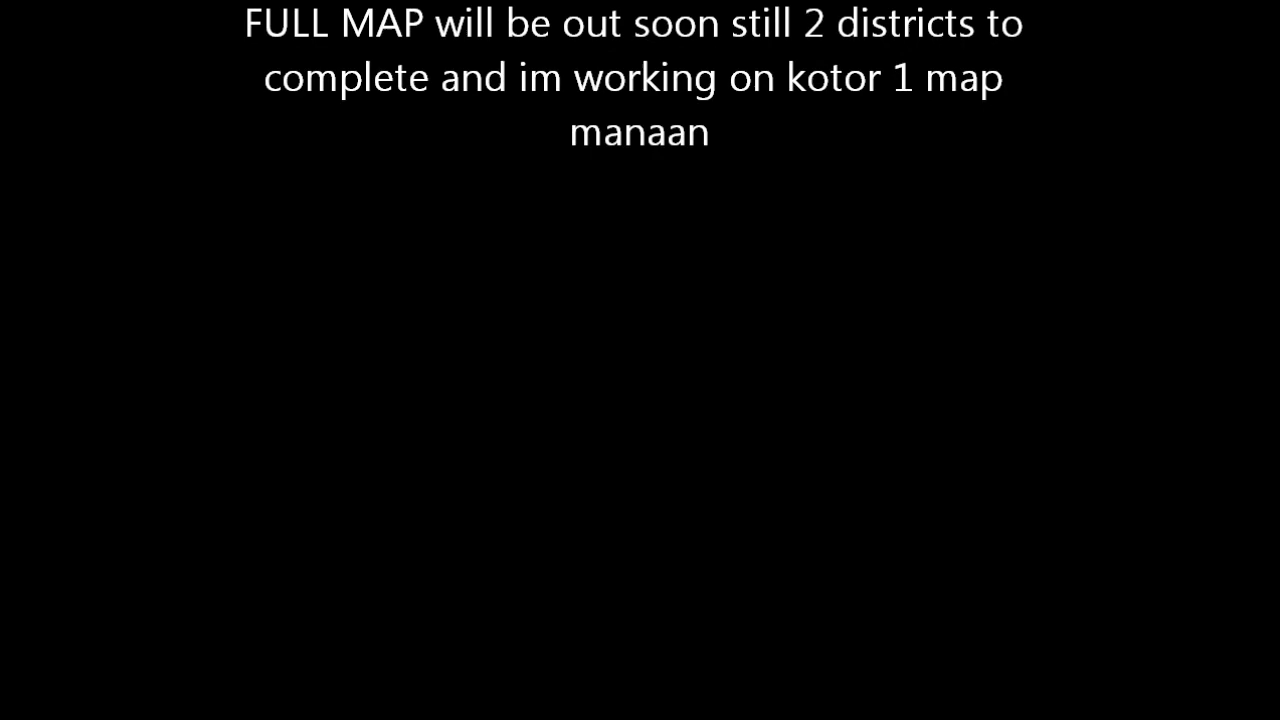 FULL MAP will be out soon still 2 districts to
complete and im working on kotor 1 map
manaan